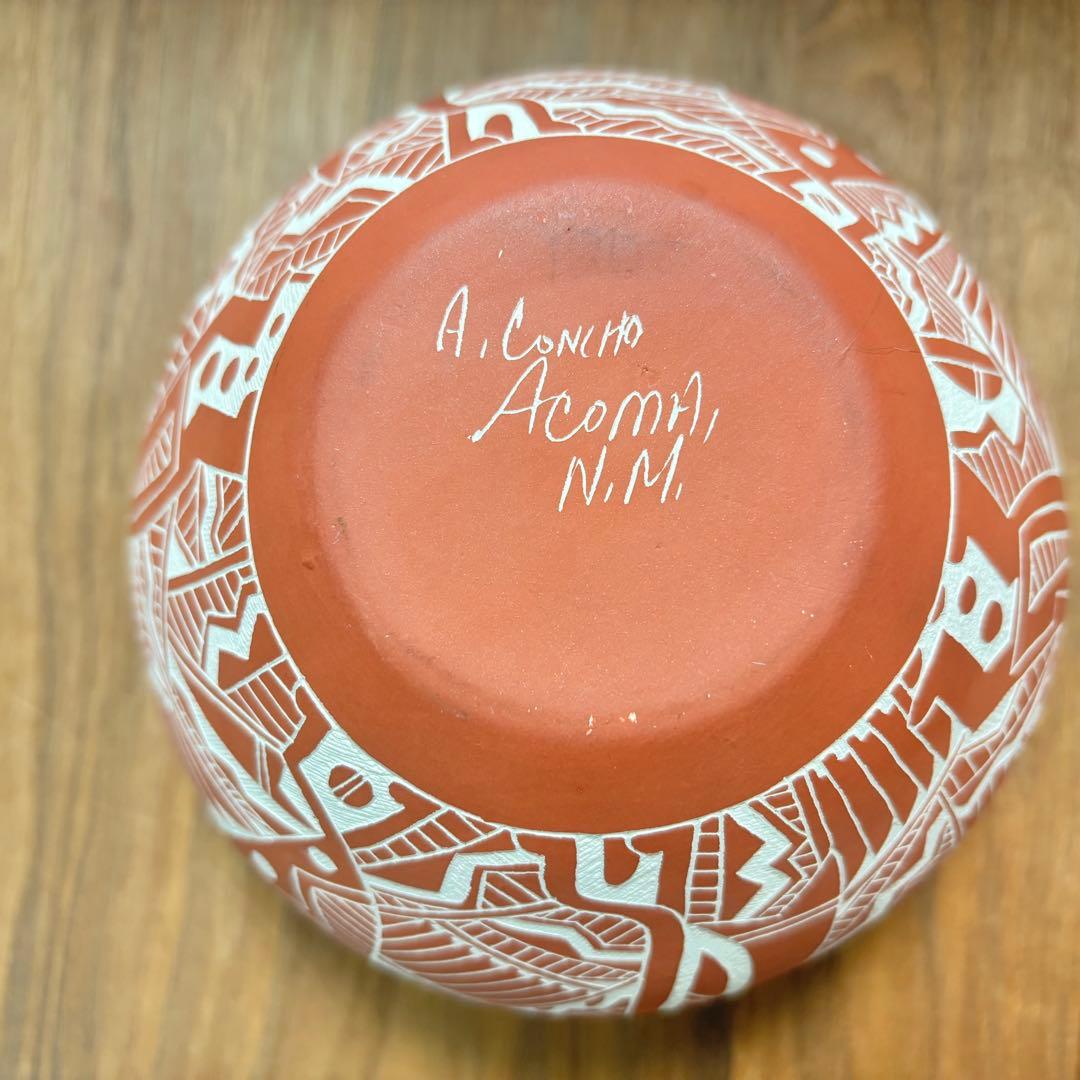 A. CONCHO
ACOMA,
N.M.